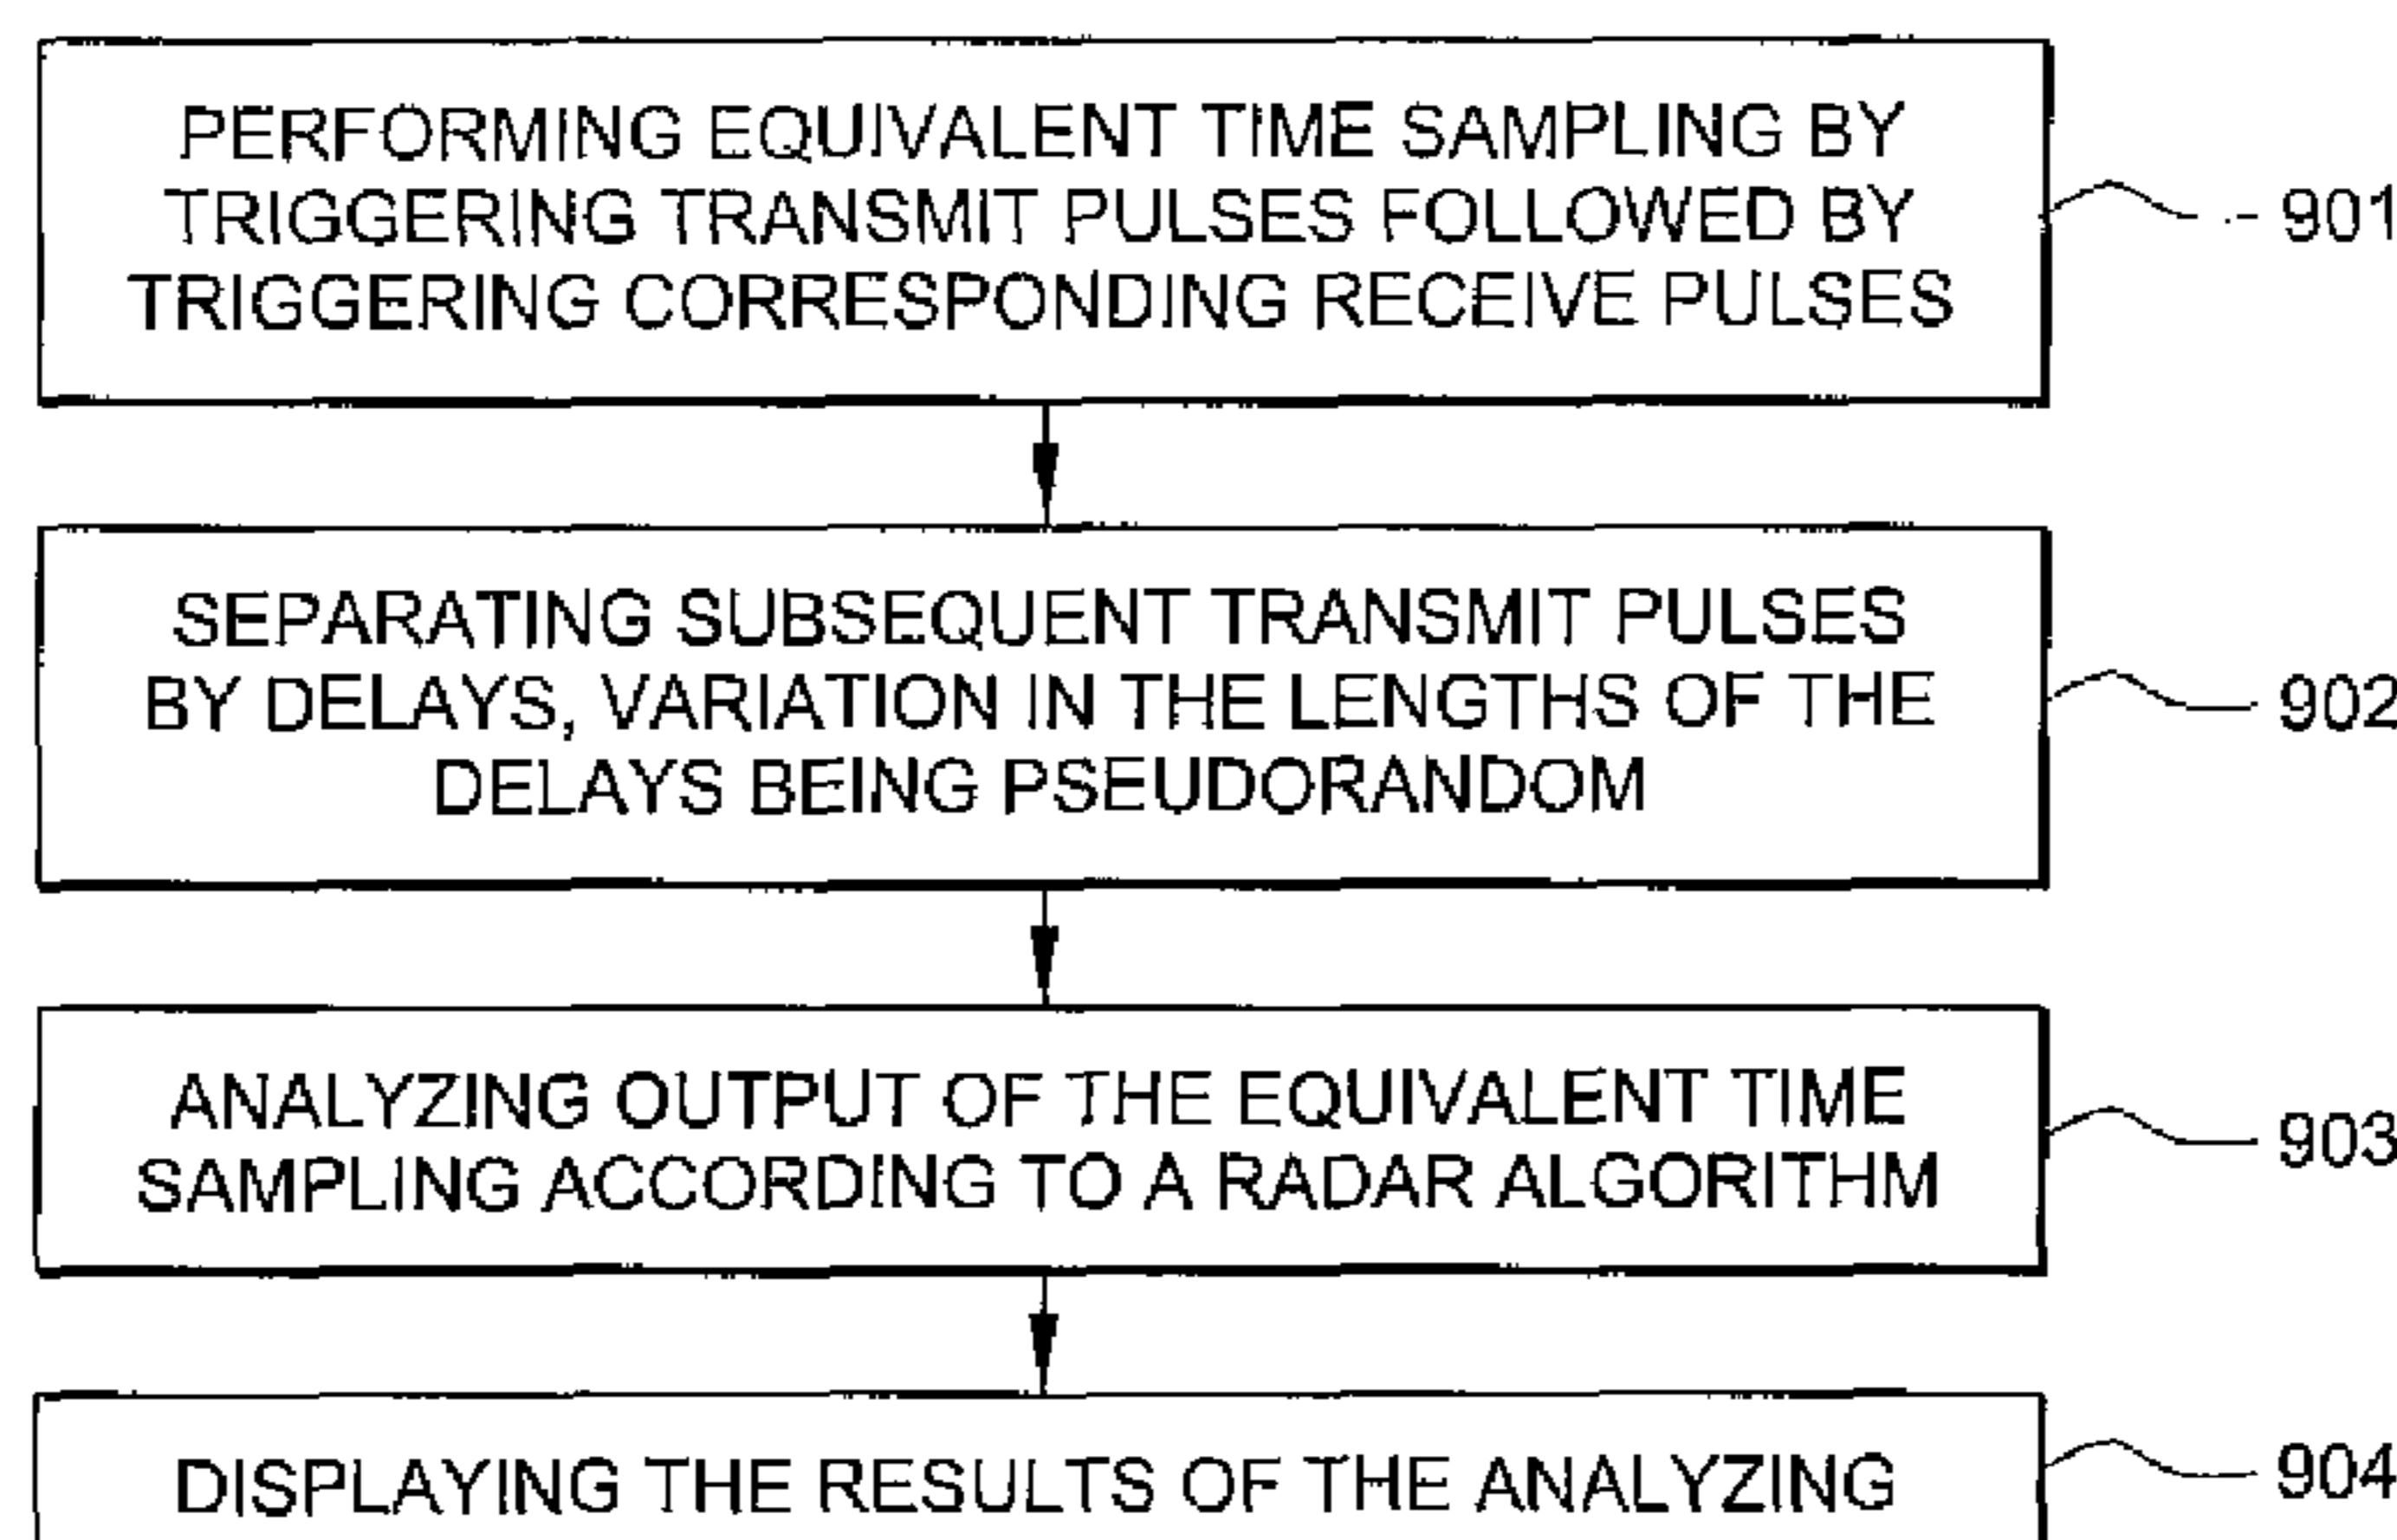 PERFORMING EQUIVALENT TIME SAMPLING BY
TRIGGERING TRANSMIT PULSES FOLLOWED BY
TRIGGERING CORRESPONDING RECEIVE PULSES
901
SEPARATING SUBSEQUENT TRANSMIT PULSES
BY DELAYS, VARIATION IN THE LENGTHS OF THE
DELAYS BEING PSEUDORANDOM
902
ANALYZING OUTPUT OF THE EQUIVALENT TIME
SAMPLING ACCORDING TO A RADAR ALGORITHM
903
DISPLAYING THE RESULTS OF THE ANALYZING
904